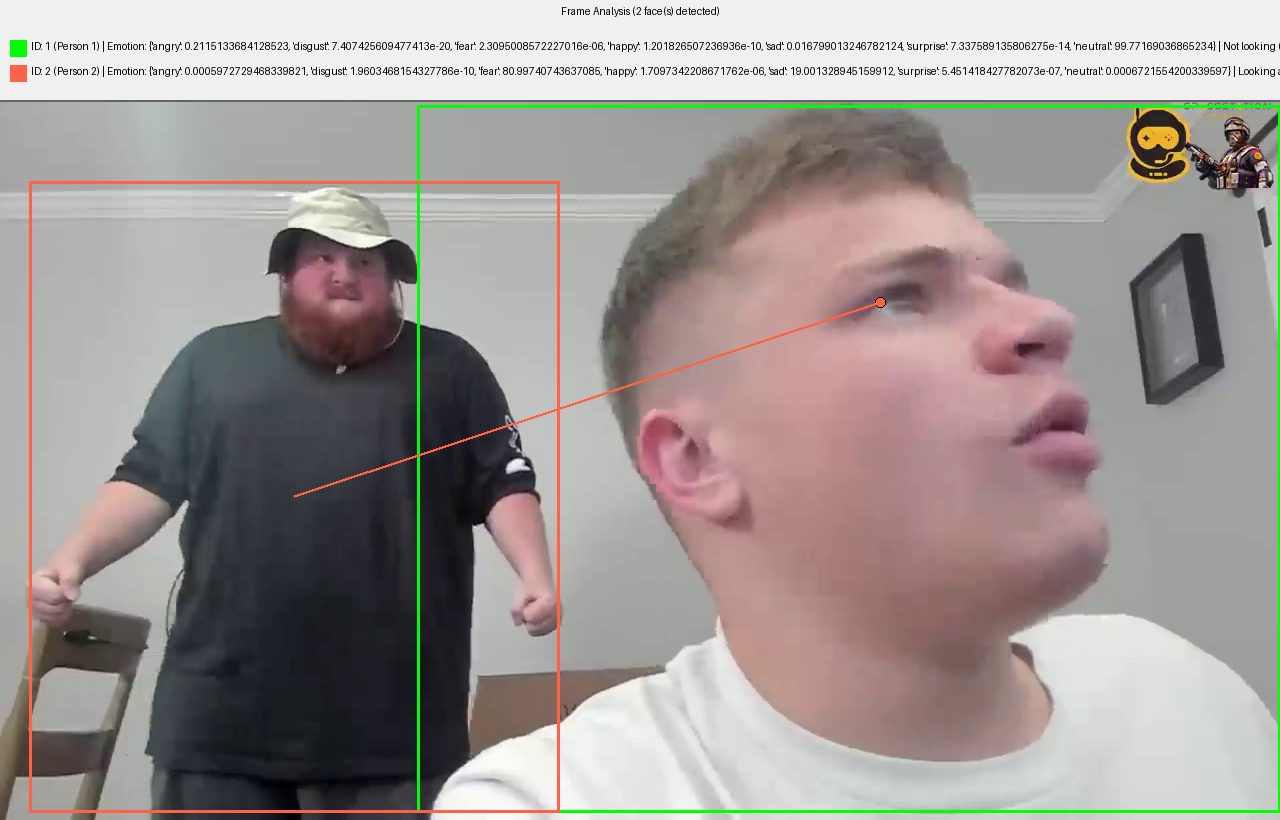 Frame Analysis (2 face(s) detected)
ID: 1 (Person 1) | Emotion: {'angry': 0.2115133684128523, 'disgust': 7.407425609477413e-20, 'fear': 2.3095008572227016e-06, 'happy': 1.201826507236936e-10, 'sad': 0.016799013246782124, 'surprise': 7.337589135806275e-14, 'neutral': 99.77169036865234} | Not looking
ID: 2 (Person 2) | Emotion: {'angry': 0.0005972729468339821, 'disgust': 1.9603468154327786e-10, 'fear': 80.99740743637085, 'happy': 1.7097342208671762e-06, 'sad': 19.001328945159912, 'surprise': 5.451418427782073e-07, 'neutral': 0.0006721554200339597} | Looking